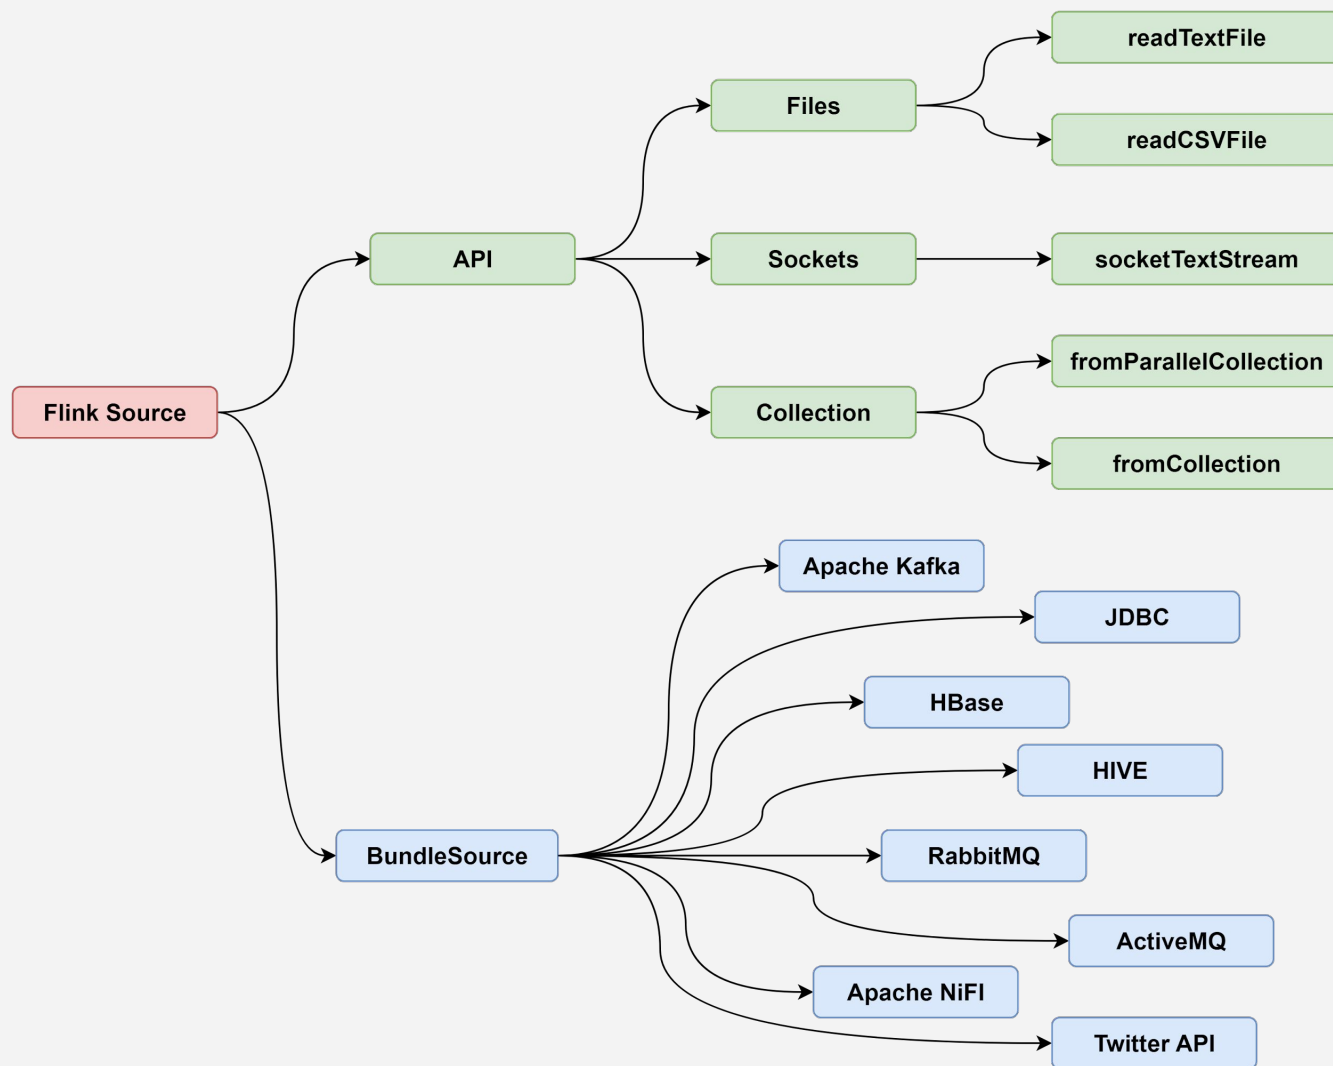 readTextFile
Files
readCSVFile
API
Sockets
socketTextStream
fromParallelCollection
Flink Source
Collection
fromCollection
Apache Kafka
JDBC
HBase
HIVE
BundleSource
RabbitMQ
ActiveMQ
Apache NiFI
Twitter API